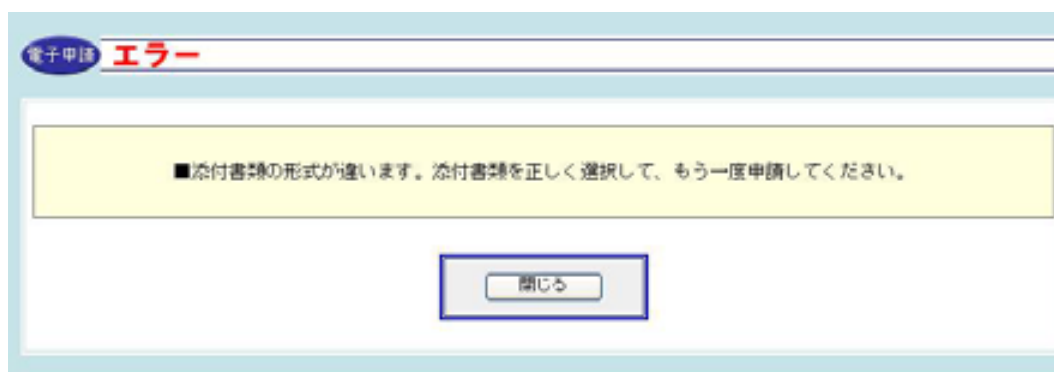 電子申請 エラー
■添付書類の形式が違います。添付書類を正しく選択して、もう一度申請してください。
閉じる